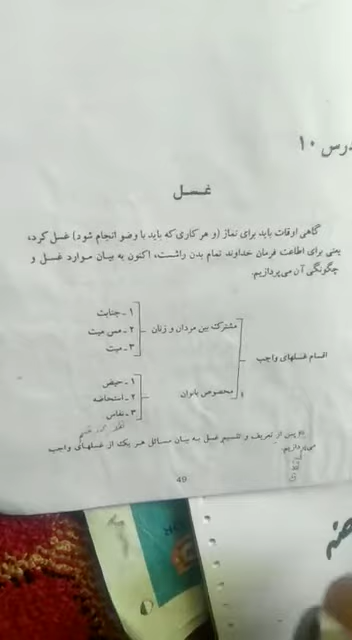 درس ۱۰
غسل
گاهی اوقات باید برای نماز (و هر کاری که باید با وضو انجام شود) غسل کرد،
یعنی برای اطاعت فرمان خداوند تمام بدن راشست، اکنون به بیان موارد غسل و
چگونگی آن می‌پردازیم.
اقسام غسلهای واجب
مشترک بین مردان و زنان
۱ ـ جنابت
۲ ـ مس میت
۳ ـ میت
مخصوص بانوان
۱ ـ حیض
۲ ـ استحاضه
۳ ـ نفاس
پس از تعریف و تقسیم غسل به بیان مسائل هر یک از غسلهای واجب
می‌پردازیم.
49